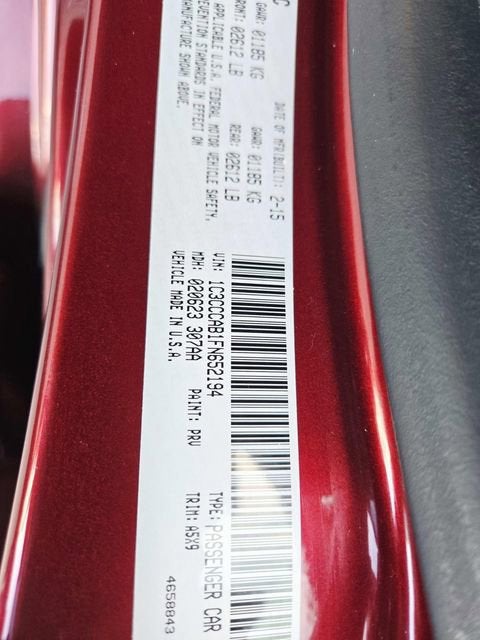 C
DATE OF MFR(BUILT): 2-15
GAWR: 01185 KG GAWR: 01185 KG
FRONT: 02612 LB REAR: 02612 LB
APPLICABLE U.S.A. FEDERAL MOTOR VEHICLE SAFETY,
PREVENTION STANDARDS IN EFFECT ON
MANUFACTURE SHOWN ABOVE.
VIN: 1C3CCCAB1FN652194 TYPE: PASSENGER CAR
MDH: 020623 307AA PAINT: PRV TRIM: A5X9
VEHICLE MADE IN U.S.A.
4658843